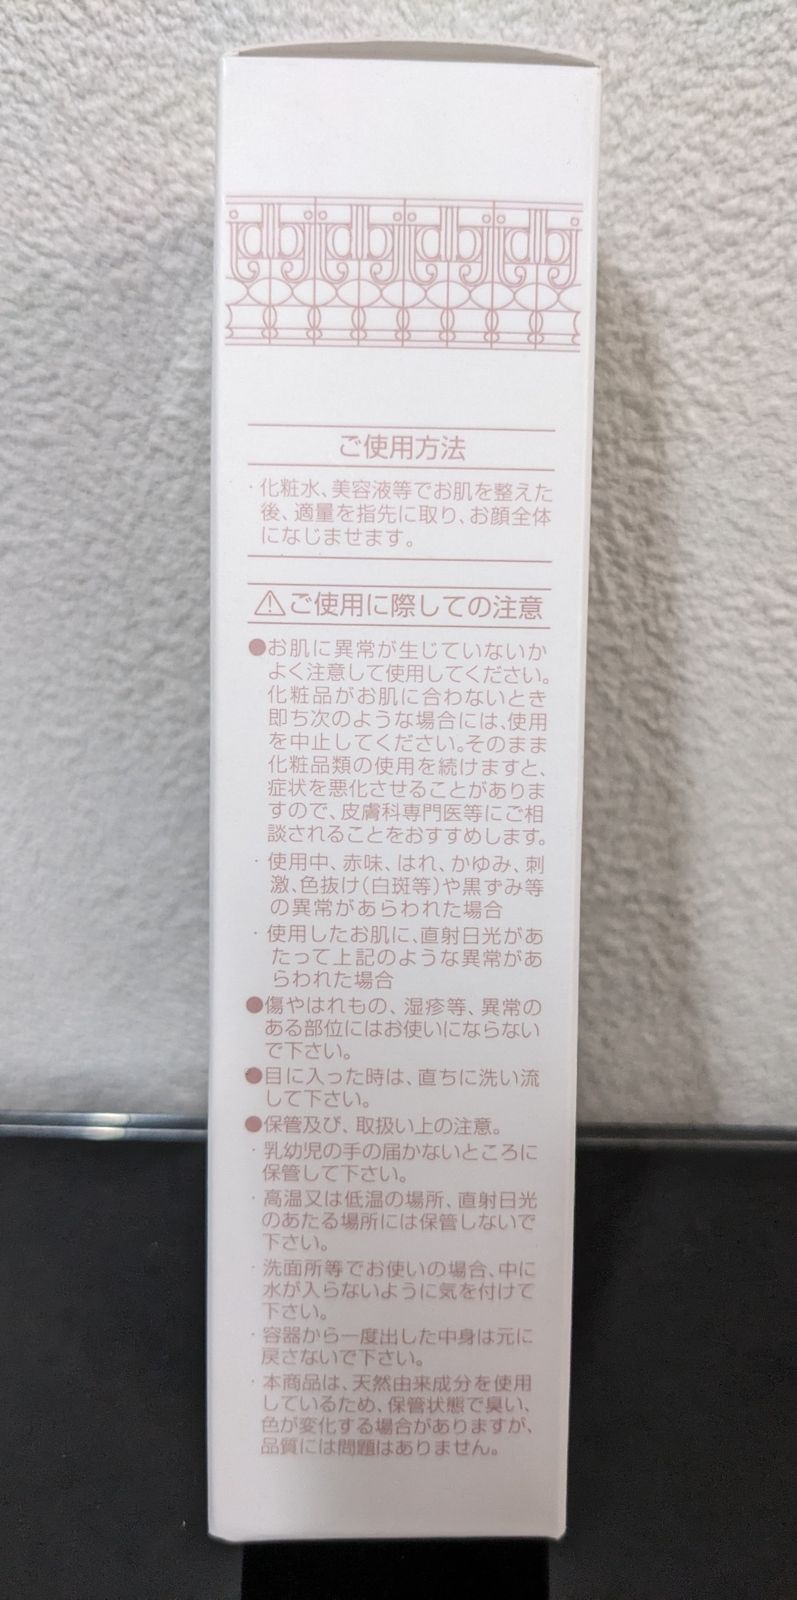 ご使用方法
・化粧水、美容液等でお肌を整えた
後、適量を指先に取り、お顔全体
になじませます。
⚠ご使用に際しての注意
●お肌に異常が生じていないか
よく注意して使用してください。
化粧品がお肌に合わないとき
即ち次のような場合には、使用
を中止してください。そのまま
化粧品類の使用を続けますと、
症状を悪化させることがありま
すので、皮膚科専門医等にご相
談されることをおすすめします。
・使用中、赤味、はれ、かゆみ、刺
激、色抜け(白斑等)や黒ずみ等
の異常があらわれた場合
・使用したお肌に、直射日光があ
たって上記のような異常があ
らわれた場合
●傷やはれもの、湿疹等、異常の
ある部位にはお使いにならない
で下さい。
●目に入った時は、直ちに洗い流
して下さい。
●保管及び、取扱い上の注意。
・乳幼児の手の届かないところに
保管して下さい。
・高温又は低温の場所、直射日光
のあたる場所には保管しないで
下さい。
・洗面所等でお使いの場合、中に
水が入らないように気を付けて
下さい。
・容器から一度出した中身は元に
戻さないで下さい。
・本商品は、天然由来成分を使用
しているため、保管状態で臭い、
色が変化する場合がありますが、
品質には問題はありません。